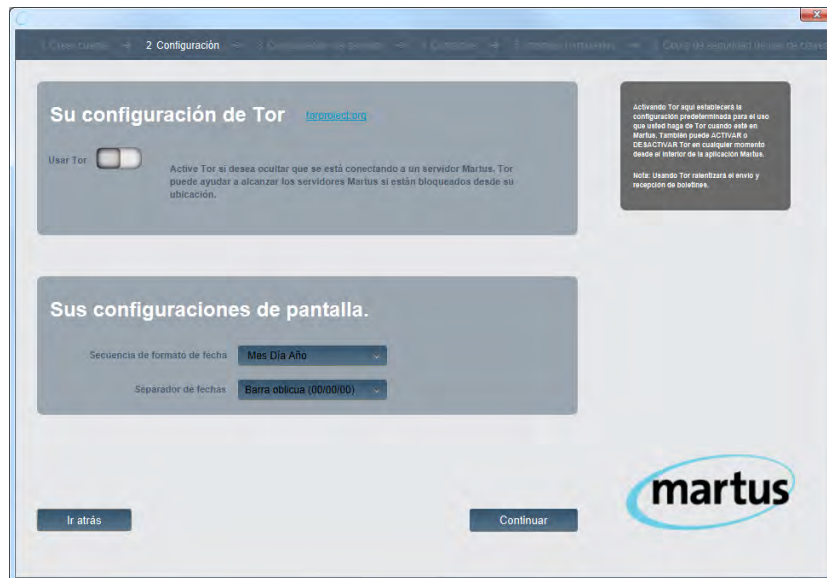 1 Crear cuenta
2 Configuración
Su configuración de Tor torproject.org
Usar Tor
Active Tor si desea ocultar que se está conectando a un servidor Martus. Tor
puede ayudar a alcanzar los servidores Martus si están bloqueados desde su
ubicación.
Activando Tor aquí establecerá la
configuración predeterminada para el uso
que usted haga de Tor cuando esté en
Martus. También puede ACTIVAR o
DESACTIVAR Tor en cualquier momento
desde el interior de la aplicación Martus.
Nota: Usando Tor ralentizara el envío y
recepción de boletines.
Sus configuraciones de pantalla.
Secuencia de formato de fecha Mes Día Año
Separador de fechas Barra oblicua (00/00/00)
martus
Ir atrás
Continuar